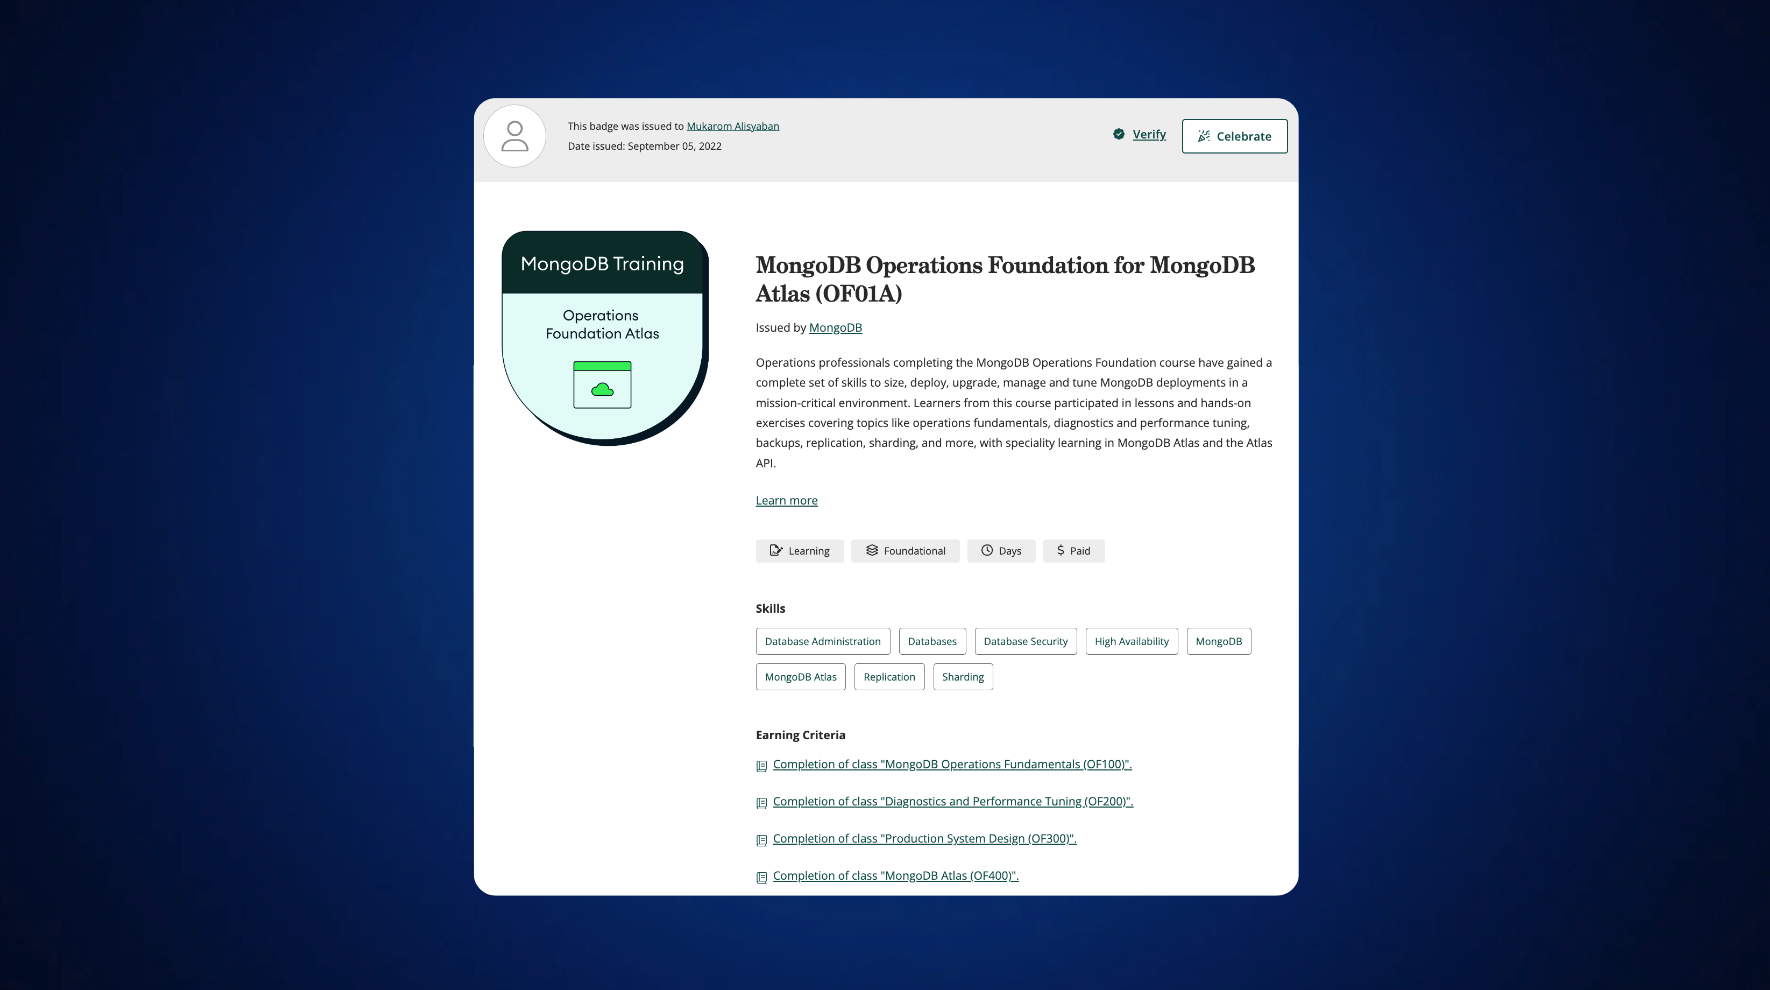 This badge was issued to Mukarom Alisyaban
Date issued: September 05, 2022
Verify
Celebrate
MongoDB Training
Operations
Foundation Atlas
MongoDB Operations Foundation for MongoDB
Atlas (OF01A)
Issued by MongoDB
Operations professionals completing the MongoDB Operations Foundation course have gained a
complete set of skills to size, deploy, upgrade, manage and tune MongoDB deployments in a
mission-critical environment. Learners from this course participated in lessons and hands-on
exercises covering topics like operations fundamentals, diagnostics and performance tuning,
backups, replication, sharding, and more, with speciality learning in MongoDB Atlas and the Atlas
API.
Learn more
Learning
Foundational
Days
$ Paid
Skills
Database Administration
Databases
Database Security
High Availability
MongoDB
MongoDB Atlas
Replication
Sharding
Earning Criteria
Completion of class "MongoDB Operations Fundamentals (OF100)".
Completion of class "Diagnostics and Performance Tuning (OF200)".
Completion of class "Production System Design (OF300)".
Completion of class "MongoDB Atlas (OF400)".